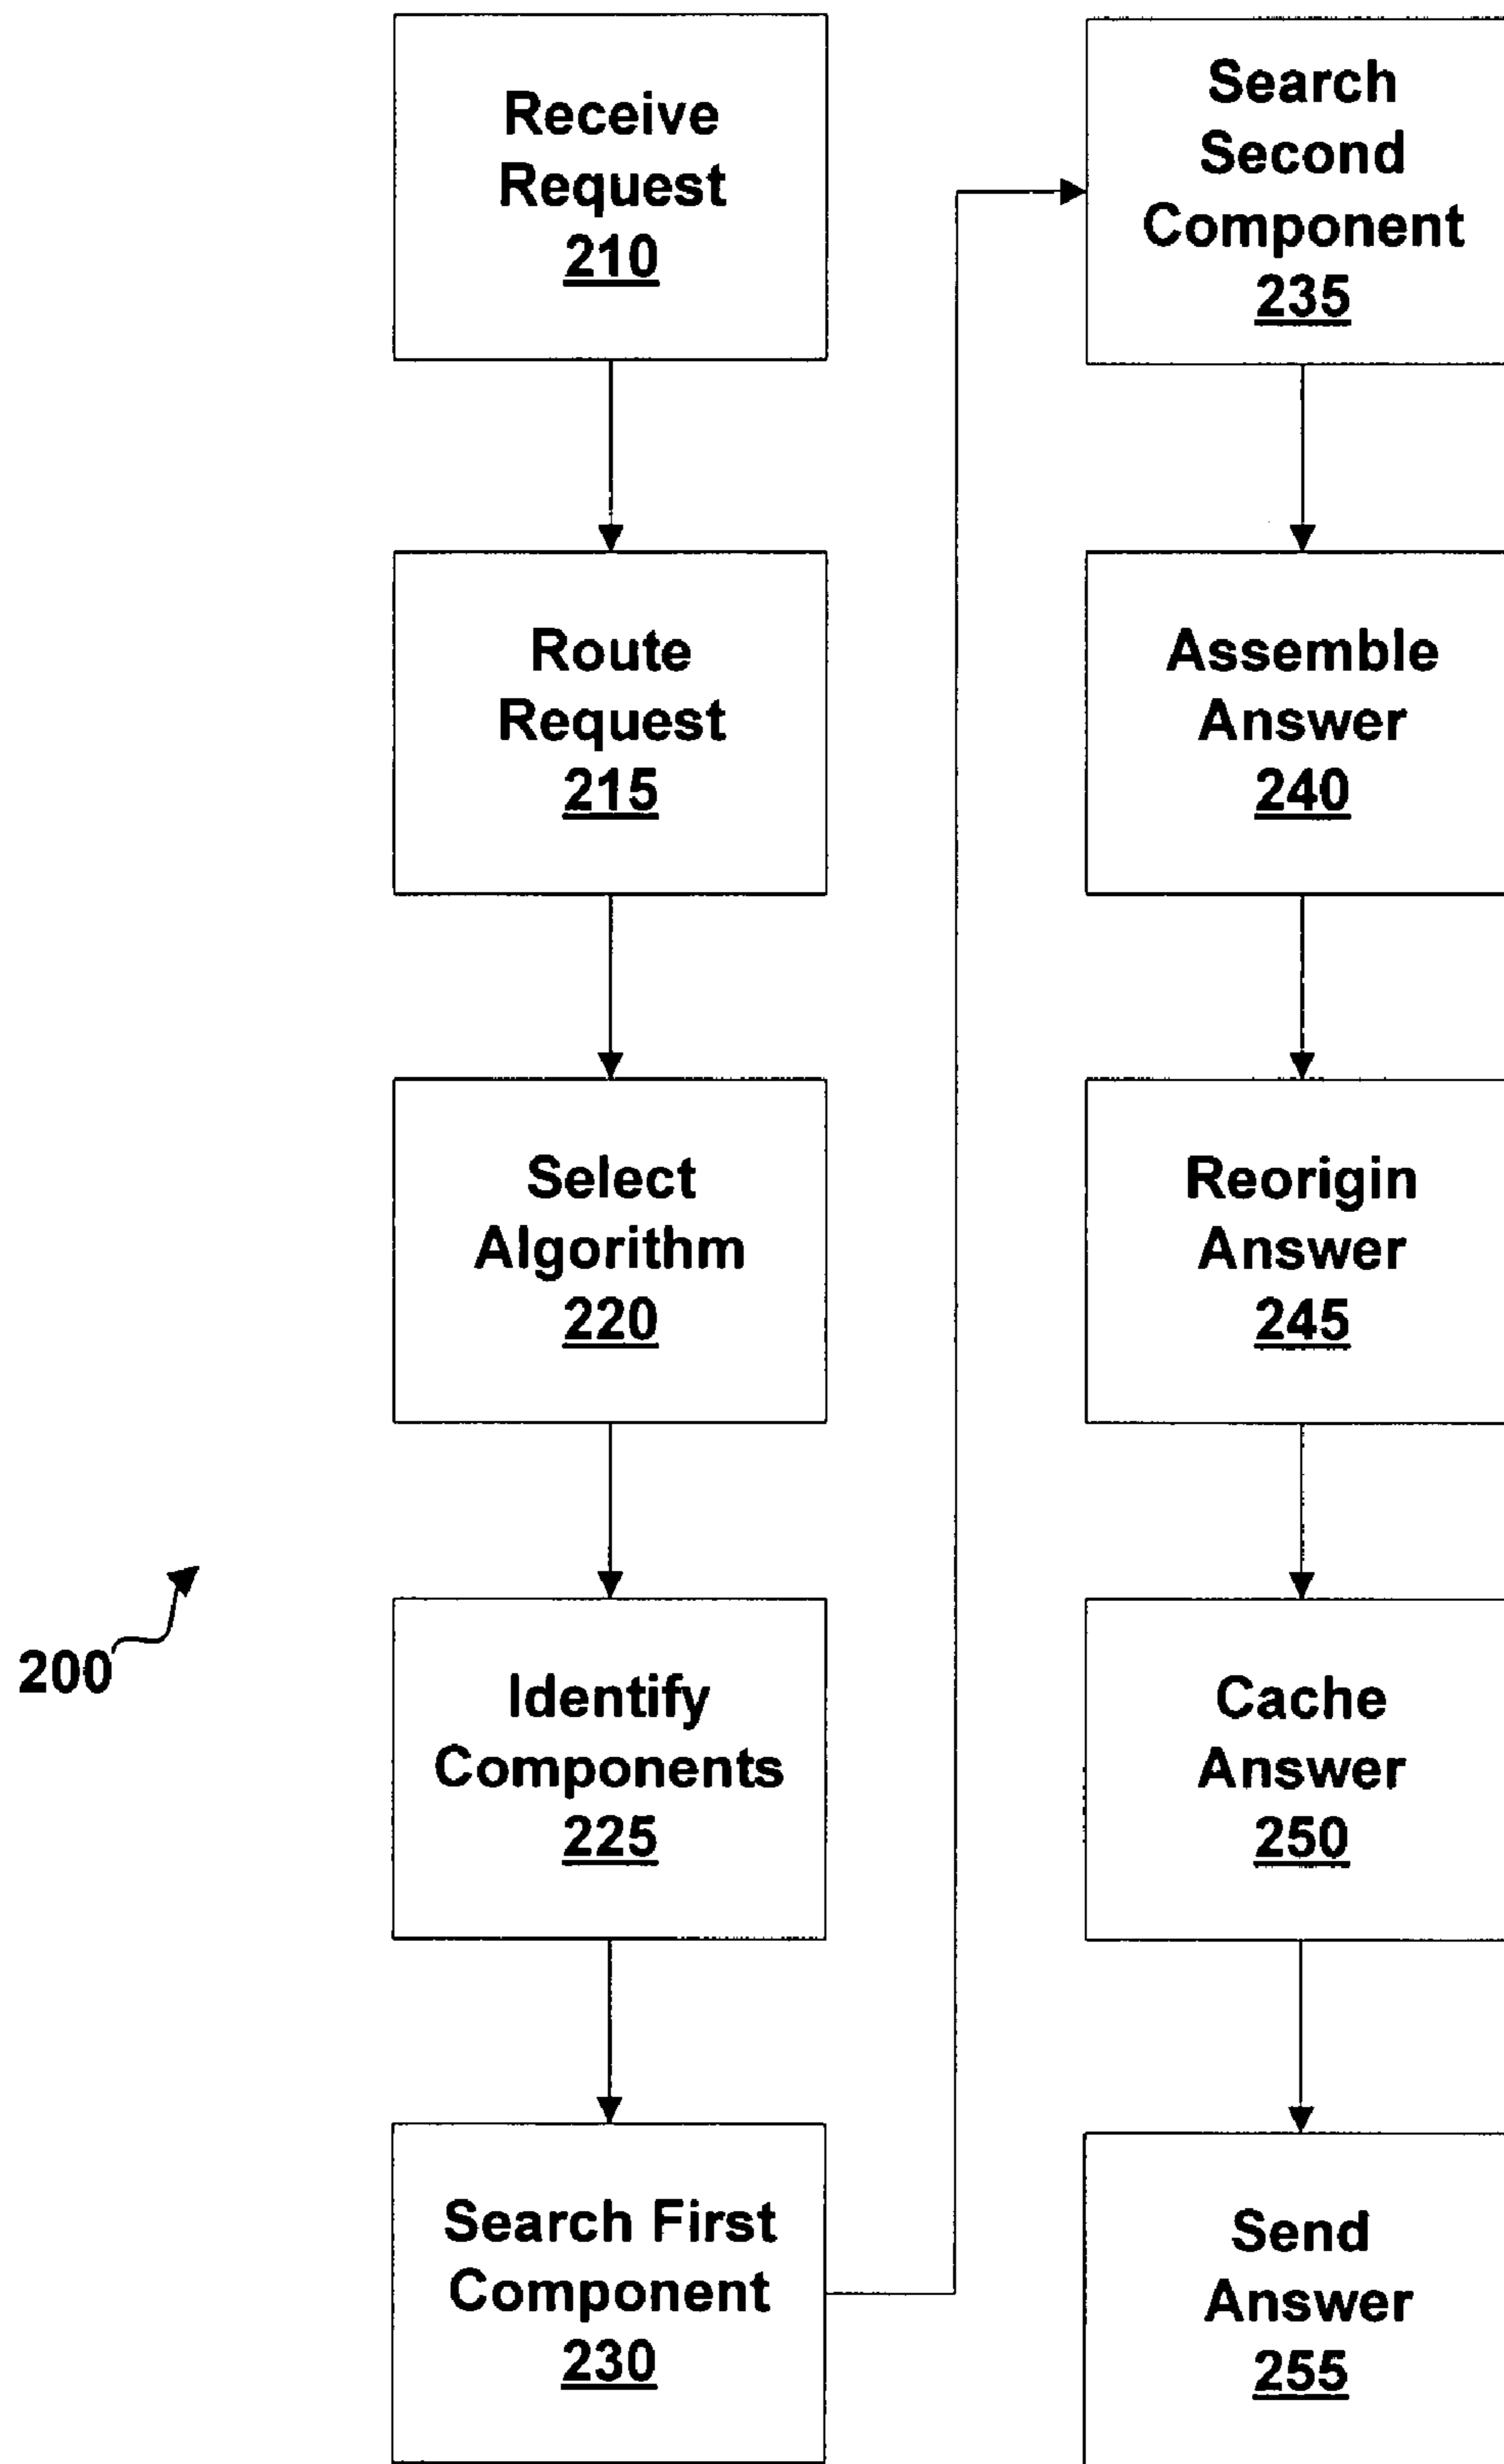 Receive
Request
210
Route
Request
215
Select
Algorithm
220
Identify
Components
225
Search First
Component
230
Search
Second
Component
235
Assemble
Answer
240
Reorigin
Answer
245
Cache
Answer
250
Send
Answer
255
200